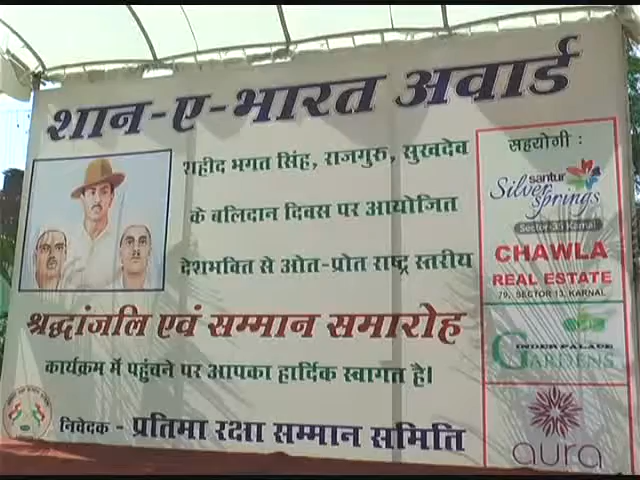 शान-ए-भारत अवार्ड
शहीद भगत सिंह, राजगुरू, सुखदेव
के बलिदान दिवस पर आयोजित
देशभक्ति से ओत-प्रोत राष्ट्र स्तरीय
श्रद्धांजलि एवं सम्मान समारोह
कार्यक्रम में पहुंचने पर आपका हार्दिक स्वागत है।
निवेदक - प्रतिमा रक्षा सम्मान समिति
सहयोगी :
santur
Silver
springs
Sector-35 Karnal
CHAWLA
REAL ESTATE
79, SECTOR 13, KARNAL
INDER PALACE
GARDENS
aura